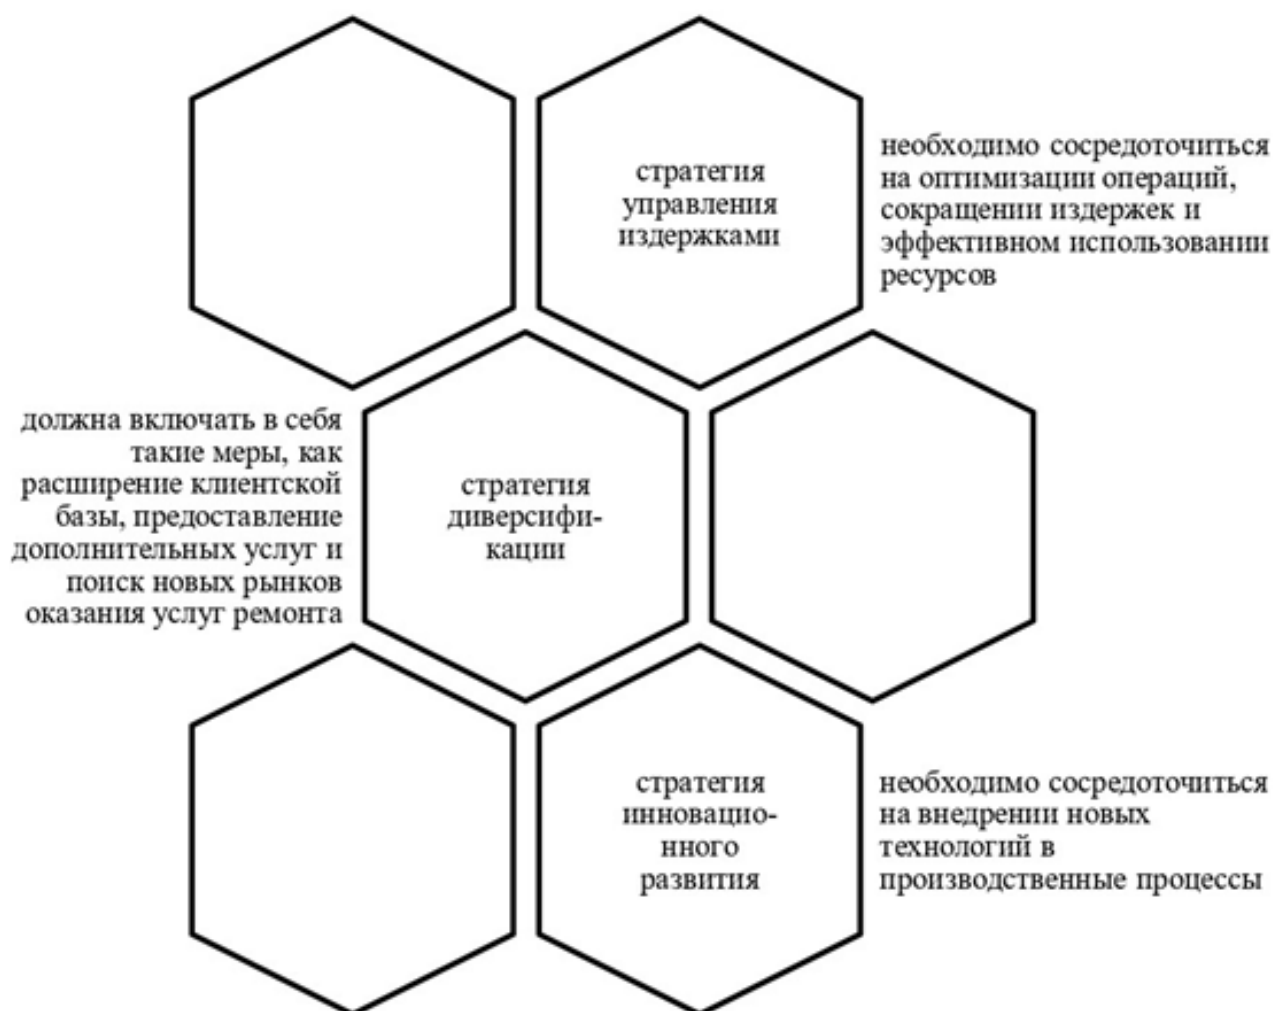 стратегия
управления
издержками
необходимо сосредоточиться
на оптимизации операций,
сокращении издержек и
эффективном использовании
ресурсов
должна включать в себя
такие меры, как
расширение клиентской
базы, предоставление
дополнительных услуг и
поиск новых рынков
оказания услуг ремонта
стратегия
диверсифи-
кации
стратегия
инновацио-
нного
развития
необходимо сосредоточиться
на внедрении новых
технологий в
производственные процессы